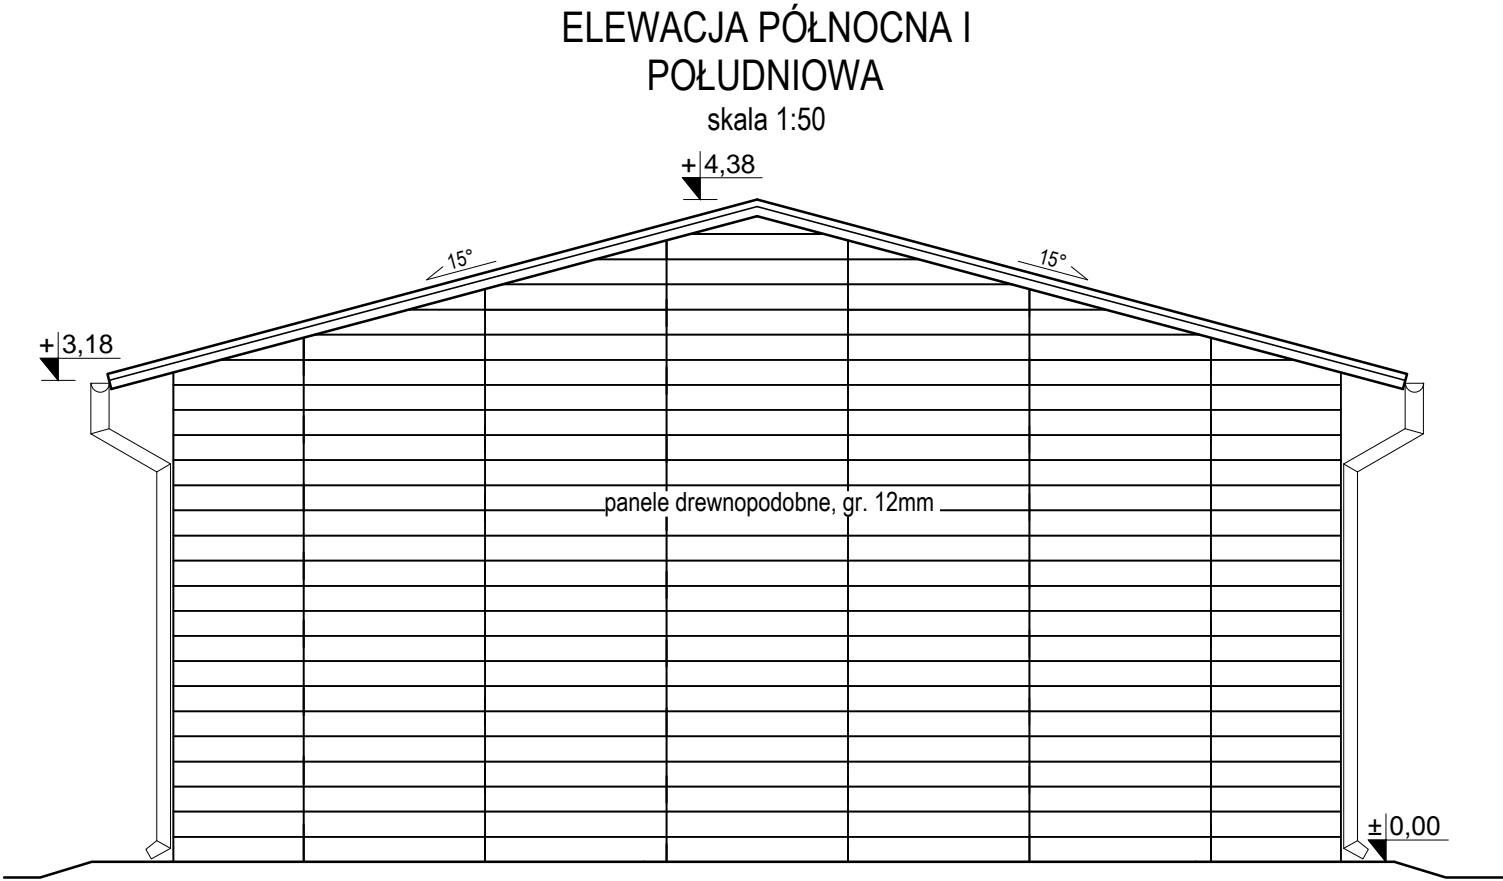 ELEWACJA PÓŁNOCNA I
POŁUDNIOWA
skala 1:50
+4,38
15°
15°
+3,18
panele drewnopodobne, gr. 12mm
±0,00